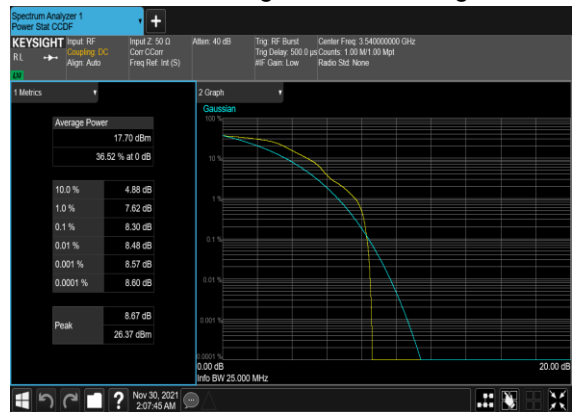 Spectrum Analyzer 1
Power Stat CCDF
+
KEYSIGHT
RL
Input: RF
Coupling: DC
Align: Auto
Input Z: 50 Ω
Corr CCorr
Freq Ref: Int (S)
Atten: 40 dB
Trig: RF Burst
Trig Delay: 500.0 µs
#IF Gain: Low
Center Freq: 3.540000000 GHz
Counts: 1.00 M/1.00 Mpt
Radio Std: None
1 Metrics
Average Power
17.70 dBm
36.52 % at 0 dB
10.0 % 4.88 dB
1.0 % 7.62 dB
0.1 % 8.30 dB
0.01 % 8.48 dB
0.001 % 8.57 dB
0.0001 % 8.60 dB
Peak
8.67 dB
26.37 dBm
2 Graph
Gaussian
100 %
10 %
1 %
0.1 %
0.01 %
0.001 %
0.0001 %
0.00 dB 20.00 dB
Info BW 25.000 MHz
?
Nov 30, 2021
2:07:45 AM